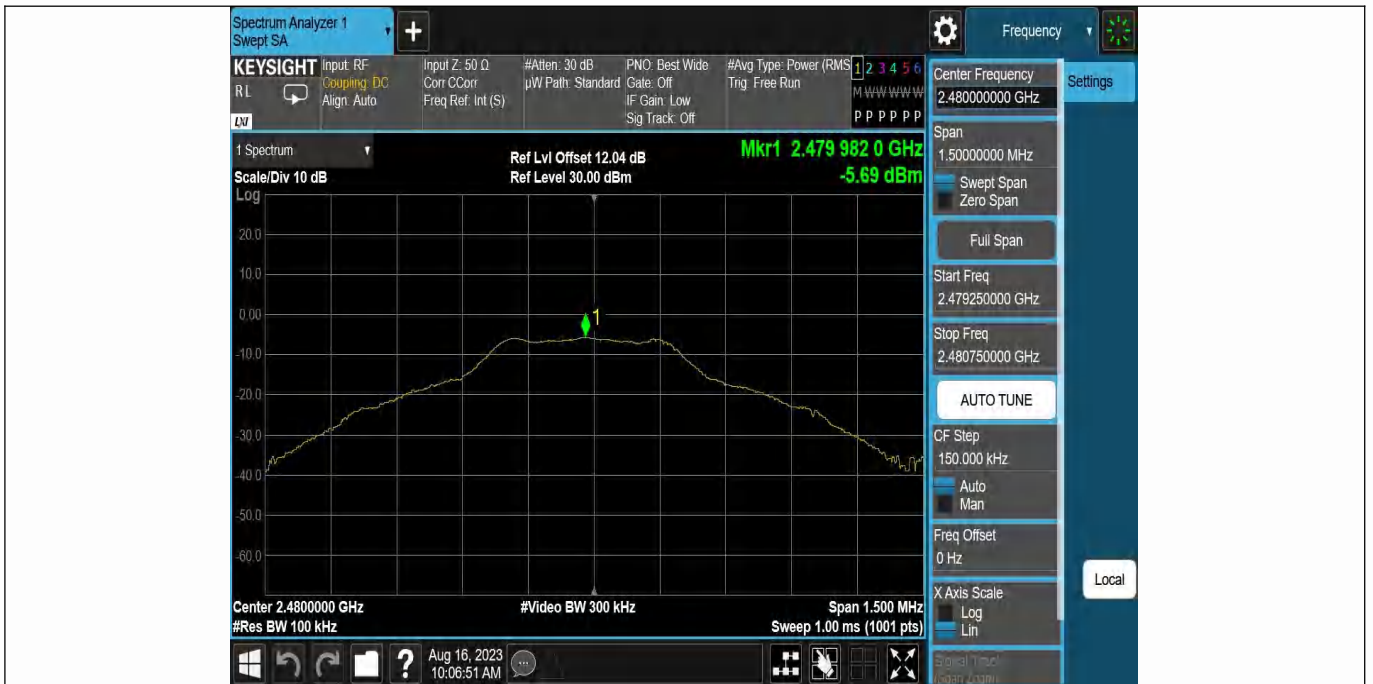 Spectrum Analyzer 1
Swept SA
+
Frequency
KEYSIGHT
RL
LXI
Input: RF
Coupling: DC
Align: Auto
Input Z: 50 Ω
Corr CCorr
Freq Ref: Int (S)
#Atten: 30 dB
µW Path: Standard
PNO: Best Wide
Gate: Off
IF Gain: Low
Sig Track: Off
#Avg Type: Power (RMS
Trig: Free Run
1 2 3 4 5 6
M W W W W W
P P P P P P
Center Frequency
2.480000000 GHz
Settings
1 Spectrum
Scale/Div 10 dB
Ref Lvl Offset 12.04 dB
Ref Level 30.00 dBm
Mkr1 2.479 982 0 GHz
-5.69 dBm
Span
1.50000000 MHz
Swept Span
Zero Span
Full Span
Start Freq
2.479250000 GHz
Stop Freq
2.480750000 GHz
AUTO TUNE
CF Step
150.000 kHz
Auto
Man
Freq Offset
0 Hz
X Axis Scale
Log
Lin
Signal Track
(Span Zoom)
Local
Log
20.0
10.0
0.00
-10.0
-20.0
-30.0
-40.0
-50.0
-60.0
1
Center 2.4800000 GHz
#Res BW 100 kHz
#Video BW 300 kHz
Span 1.500 MHz
Sweep 1.00 ms (1001 pts)
?
Aug 16, 2023
10:06:51 AM